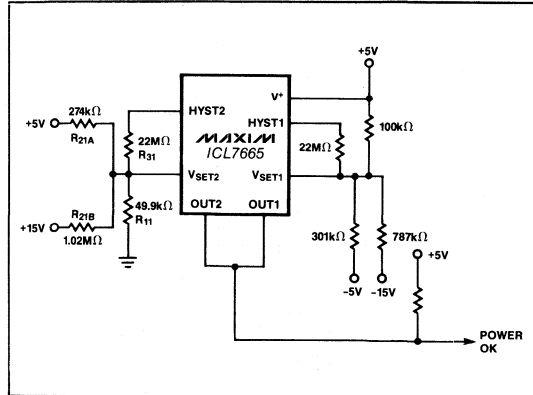 +5V
V⁺
HYST2
HYST1
MAXIM
ICL7665
VSET2
VSET1
OUT2
OUT1
274kΩ
+5V
R21A
22MΩ
R31
49.9kΩ
R11
R21B
+15V
1.02MΩ
100kΩ
22MΩ
301kΩ
787kΩ
-5V
-15V
+5V
POWER
OK